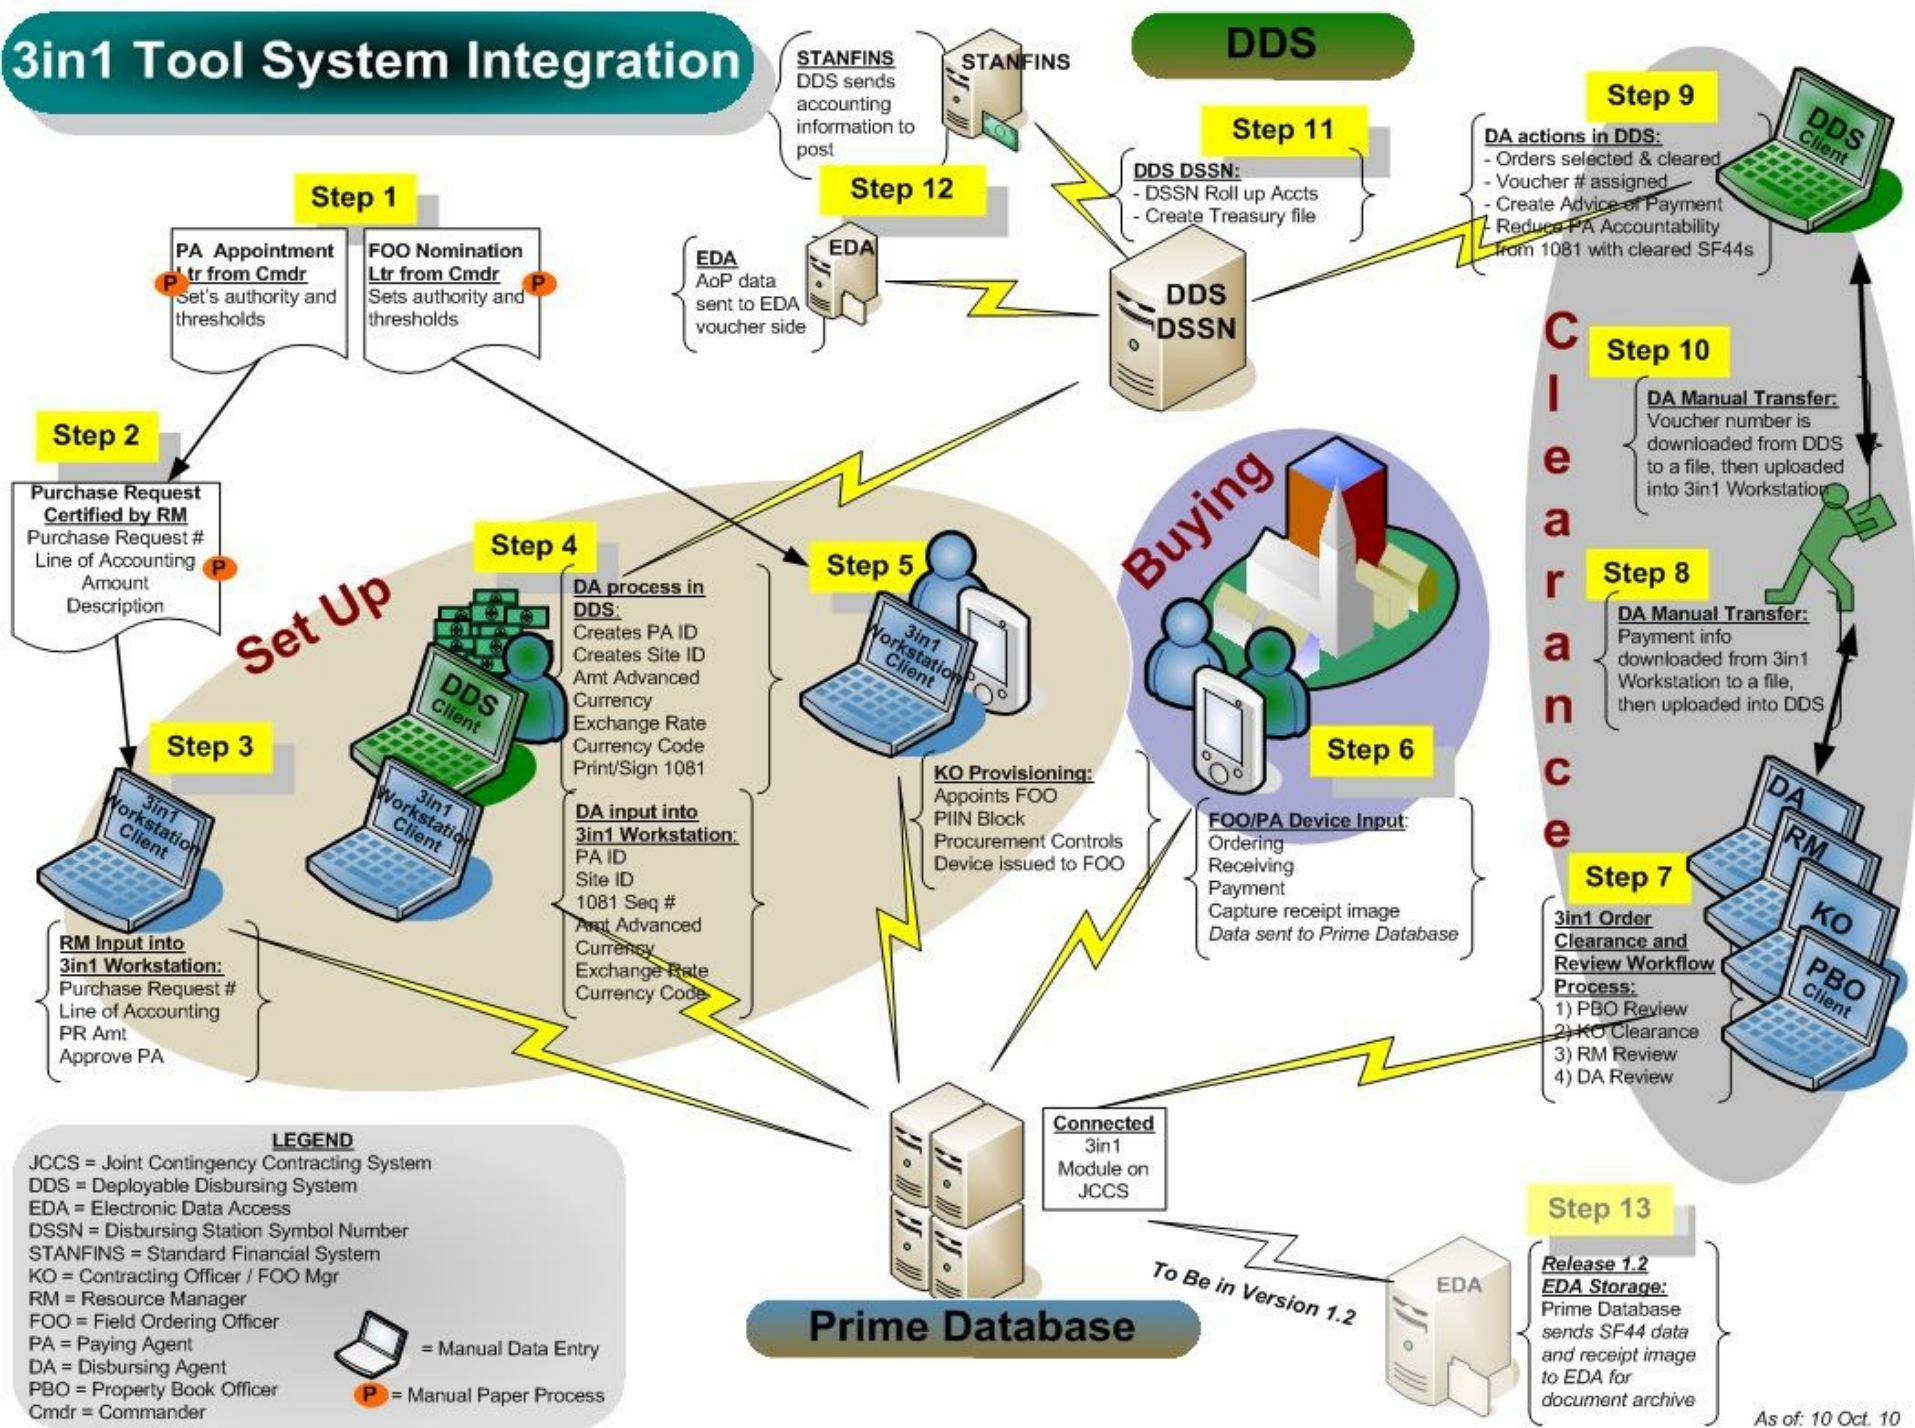 3in1 Tool System Integration
STANFINS
DDS sends
accounting
information to
post
STANFINS
DDS
Step 1
PA Appointment
Ltr from Cmdr
Set's authority and
thresholds
P
FOO Nomination
Ltr from Cmdr
Sets authority and
thresholds
P
Step 2
Purchase Request
Certified by RM
Purchase Request #
Line of Accounting
Amount
Description
P
Step 3
3in1
Workstation
Client
RM Input into
3in1 Workstation:
Purchase Request #
Line of Accounting
PR Amt
Approve PA
Set Up
Step 4
DDS
Client
3in1
Workstation
Client
DA process in
DDS:
Creates PA ID
Creates Site ID
Amt Advanced
Currency
Exchange Rate
Currency Code
Print/Sign 1081
DA input into
3in1 Workstation:
PA ID
Site ID
1081 Seq #
Amt Advanced
Currency
Exchange Rate
Currency Code
Step 5
3in1
Workstation
Client
KO Provisioning:
Appoints FOO
PIIN Block
Procurement Controls
Device issued to FOO
Buying
Step 6
FOO/PA Device Input:
Ordering
Receiving
Payment
Capture receipt image
Data sent to Prime Database
Clearance
Step 7
DA
RM
KO
PBO
Client
3in1 Order
Clearance and
Review Workflow
Process:
1) PBO Review
2) KO Clearance
3) RM Review
4) DA Review
Step 8
DA Manual Transfer:
Payment info
downloaded from 3in1
Workstation to a file,
then uploaded into DDS
Step 9
DDS
Client
DA actions in DDS:
- Orders selected & cleared
- Voucher # assigned
- Create Advice of Payment
- Reduce PA Accountability
from 1081 with cleared SF44s
Step 10
DA Manual Transfer:
Voucher number is
downloaded from DDS
to a file, then uploaded
into 3in1 Workstation
Step 11
DDS DSSN:
- DSSN Roll up Accts
- Create Treasury file
DDS
DSSN
Step 12
EDA
EDA
AoP data
sent to EDA
voucher side
Connected
3in1
Module on
JCCS
Prime Database
To Be in Version 1.2
EDA
Step 13
Release 1.2
EDA Storage:
Prime Database
sends SF44 data
and receipt image
to EDA for
document archive
LEGEND
JCCS = Joint Contingency Contracting System
DDS = Deployable Disbursing System
EDA = Electronic Data Access
DSSN = Disbursing Station Symbol Number
STANFINS = Standard Financial System
KO = Contracting Officer / FOO Mgr
RM = Resource Manager
FOO = Field Ordering Officer
PA = Paying Agent
DA = Disbursing Agent
PBO = Property Book Officer
Cmdr = Commander
= Manual Data Entry
P = Manual Paper Process
As of: 10 Oct. 10